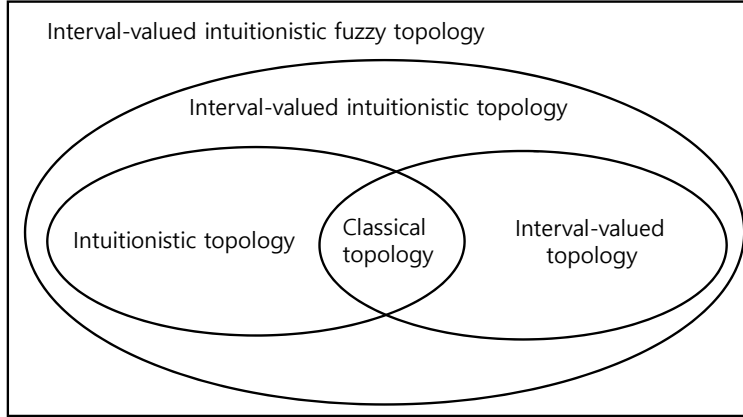 Interval-valued intuitionistic fuzzy topology
Interval-valued intuitionistic topology
Intuitionistic topology
Classical
topology
Interval-valued
topology